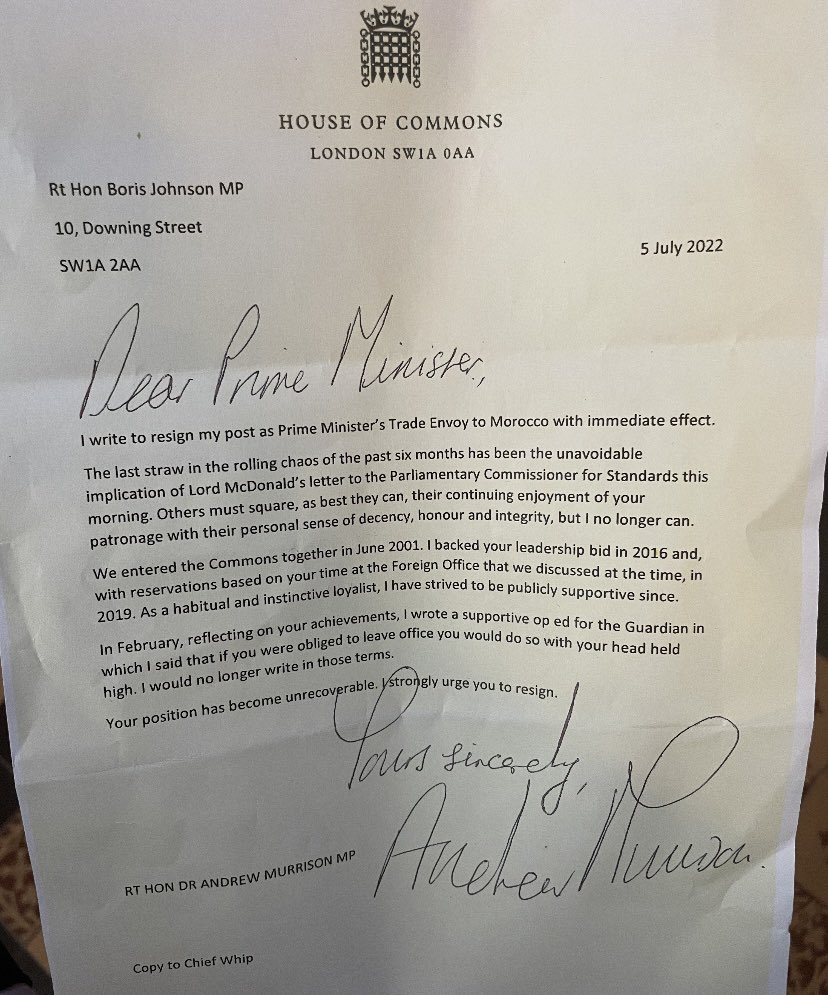 HOUSE OF COMMONS
LONDON SW1A 0AA
Rt Hon Boris Johnson MP
10, Downing Street
SW1A 2AA
5 July 2022
Dear Prime Minister,
I write to resign my post as Prime Minister's Trade Envoy to Morocco with immediate effect.
The last straw in the rolling chaos of the past six months has been the unavoidable
implication of Lord McDonald's letter to the Parliamentary Commissioner for Standards this
morning. Others must square, as best they can, their continuing enjoyment of your
patronage with their personal sense of decency, honour and integrity, but I no longer can.
We entered the Commons together in June 2001. I backed your leadership bid in 2016 and,
with reservations based on your time at the Foreign Office that we discussed at the time, in
2019. As a habitual and instinctive loyalist, I have strived to be publicly supportive since.
In February, reflecting on your achievements, I wrote a supportive op ed for the Guardian in
which I said that if you were obliged to leave office you would do so with your head held
high. I would no longer write in those terms.
Your position has become unrecoverable. I strongly urge you to resign.
Yours sincerely,
Andrew Murrison
RT HON DR ANDREW MURRISON MP
Copy to Chief Whip